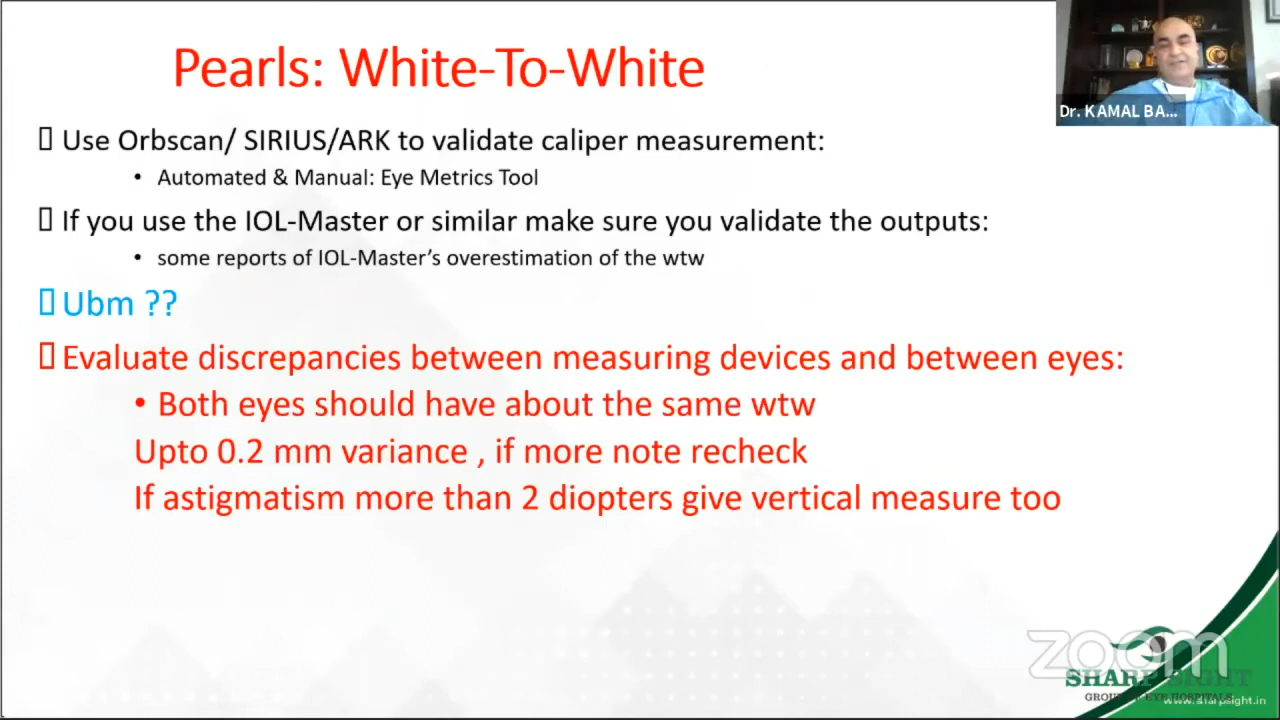 Pearls: White-To-White
Dr. KAMAL BA...
Use Orbscan/ SIRIUS/ARK to validate caliper measurement:
• Automated & Manual: Eye Metrics Tool
If you use the IOL-Master or similar make sure you validate the outputs:
• some reports of IOL-Master’s overestimation of the wtw
Ubm ??
Evaluate discrepancies between measuring devices and between eyes:
• Both eyes should have about the same wtw
Upto 0.2 mm variance , if more note recheck
If astigmatism more than 2 diopters give vertical measure too
zoom
SHARP SIGHT
GROUP OF EYE HOSPITALS
www.sharpsight.in